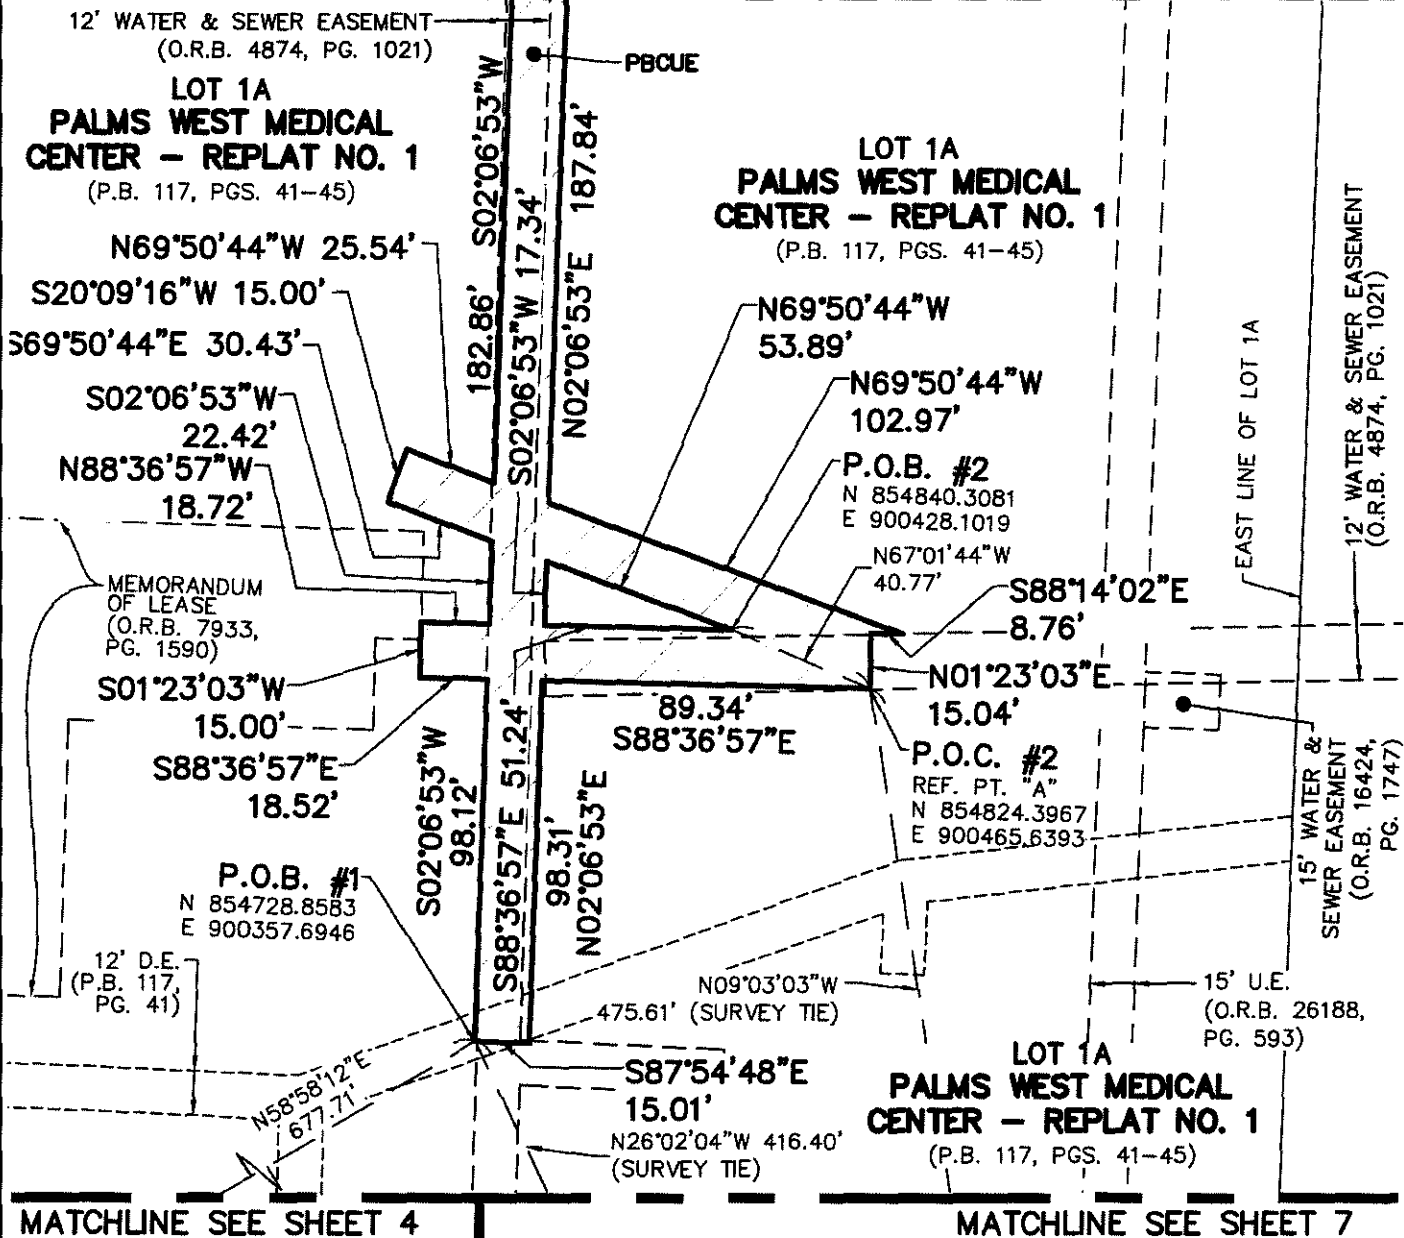 12' WATER & SEWER EASEMENT
(O.R.B. 4874, PG. 1021)
PBCUE
LOT 1A
PALMS WEST MEDICAL
CENTER – REPLAT NO. 1
(P.B. 117, PGS. 41–45)
LOT 1A
PALMS WEST MEDICAL
CENTER – REPLAT NO. 1
(P.B. 117, PGS. 41–45)
S02°06'53"W
182.86'
S02°06'53"W 17.34'
N02°06'53"E 187.84'
N69°50'44"W 25.54'
S20°09'16"W 15.00'
S69°50'44"E 30.43'
S02°06'53"W
22.42'
N88°36'57"W
18.72'
N69°50'44"W
53.89'
N69°50'44"W
102.97'
P.O.B. #2
N 854840.3081
E 900428.1019
N67°01'44"W
40.77'
S88°14'02"E
8.76'
EAST LINE OF LOT 1A
12' WATER & SEWER EASEMENT
(O.R.B. 4874, PG. 1021)
MEMORANDUM
OF LEASE
(O.R.B. 7933,
PG. 1590)
S01°23'03"W
15.00'
S88°36'57"E
18.52'
89.34'
S88°36'57"E
N01°23'03"E
15.04'
P.O.C. #2
REF. PT. "A"
N 854824.3967
E 900465.6393
15' WATER &
SEWER EASEMENT
(O.R.B. 16424,
PG. 1747)
S02°06'53"W
98.12'
S88°36'57"E 51.24'
98.31'
N02°06'53"E
P.O.B. #1
N 854728.8583
E 900357.6946
12' D.E.
(P.B. 117,
PG. 41)
N09°03'03"W
475.61' (SURVEY TIE)
15' U.E.
(O.R.B. 26188,
PG. 593)
N58°58'12"E
677.71'
S87°54'48"E
15.01'
N26°02'04"W 416.40'
(SURVEY TIE)
LOT 1A
PALMS WEST MEDICAL
CENTER – REPLAT NO. 1
(P.B. 117, PGS. 41–45)
MATCHLINE SEE SHEET 4
MATCHLINE SEE SHEET 7